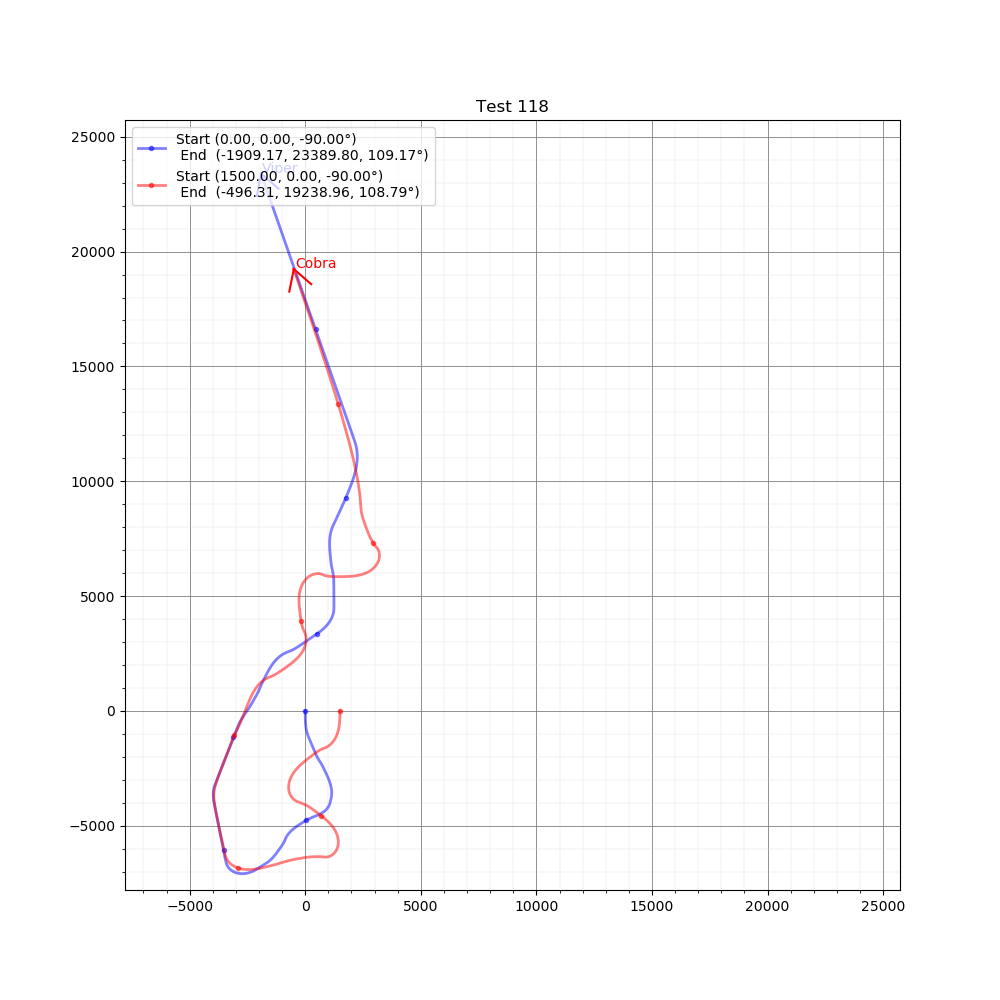 Test 118
Start (0.00, 0.00, -90.00°)
End  (-1909.17, 23389.80, 109.17°)
Viper
Start (1500.00, 0.00, -90.00°)
End  (-496.31, 19238.96, 108.79°)
Cobra
25000
20000
15000
10000
5000
0
−5000
−5000 0 5000 10000 15000 20000 25000